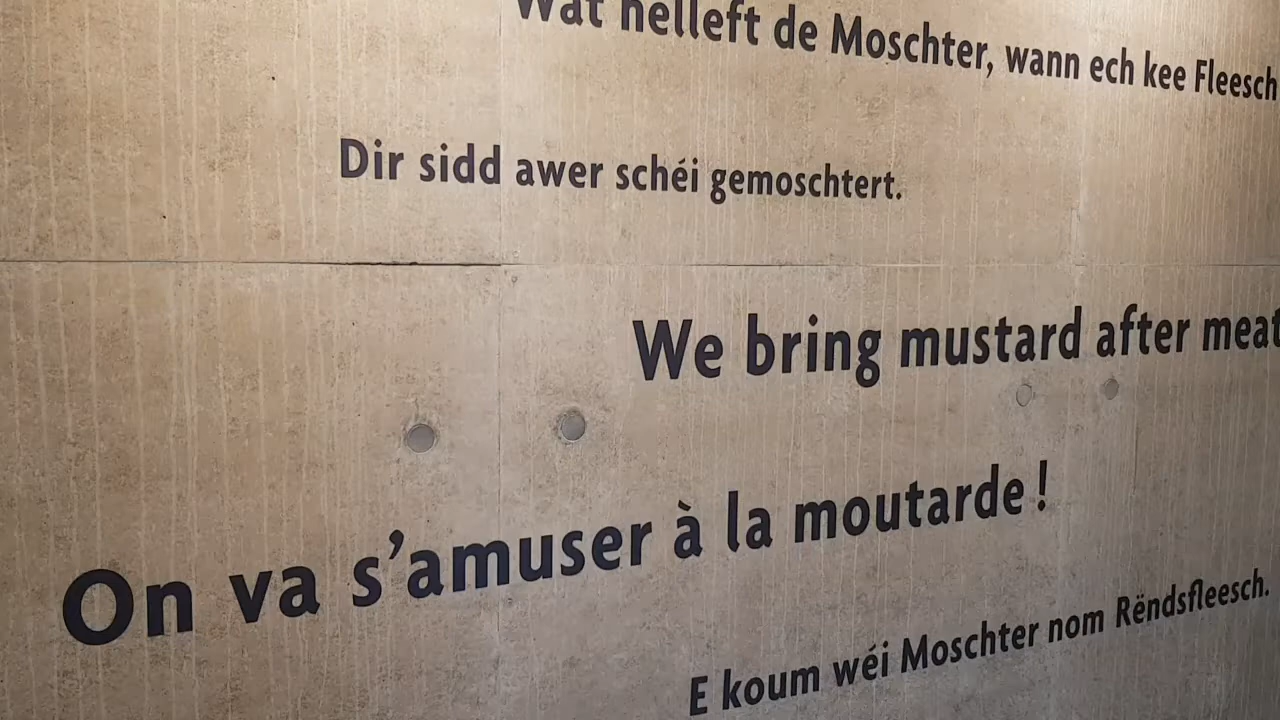 Wat helleft de Moschter, wann ech kee Fleesch
Dir sidd awer schéi gemoschtert.
We bring mustard after meat
On va s’amuser à la moutarde !
E koum wéi Moschter nom Rëndsfleesch.